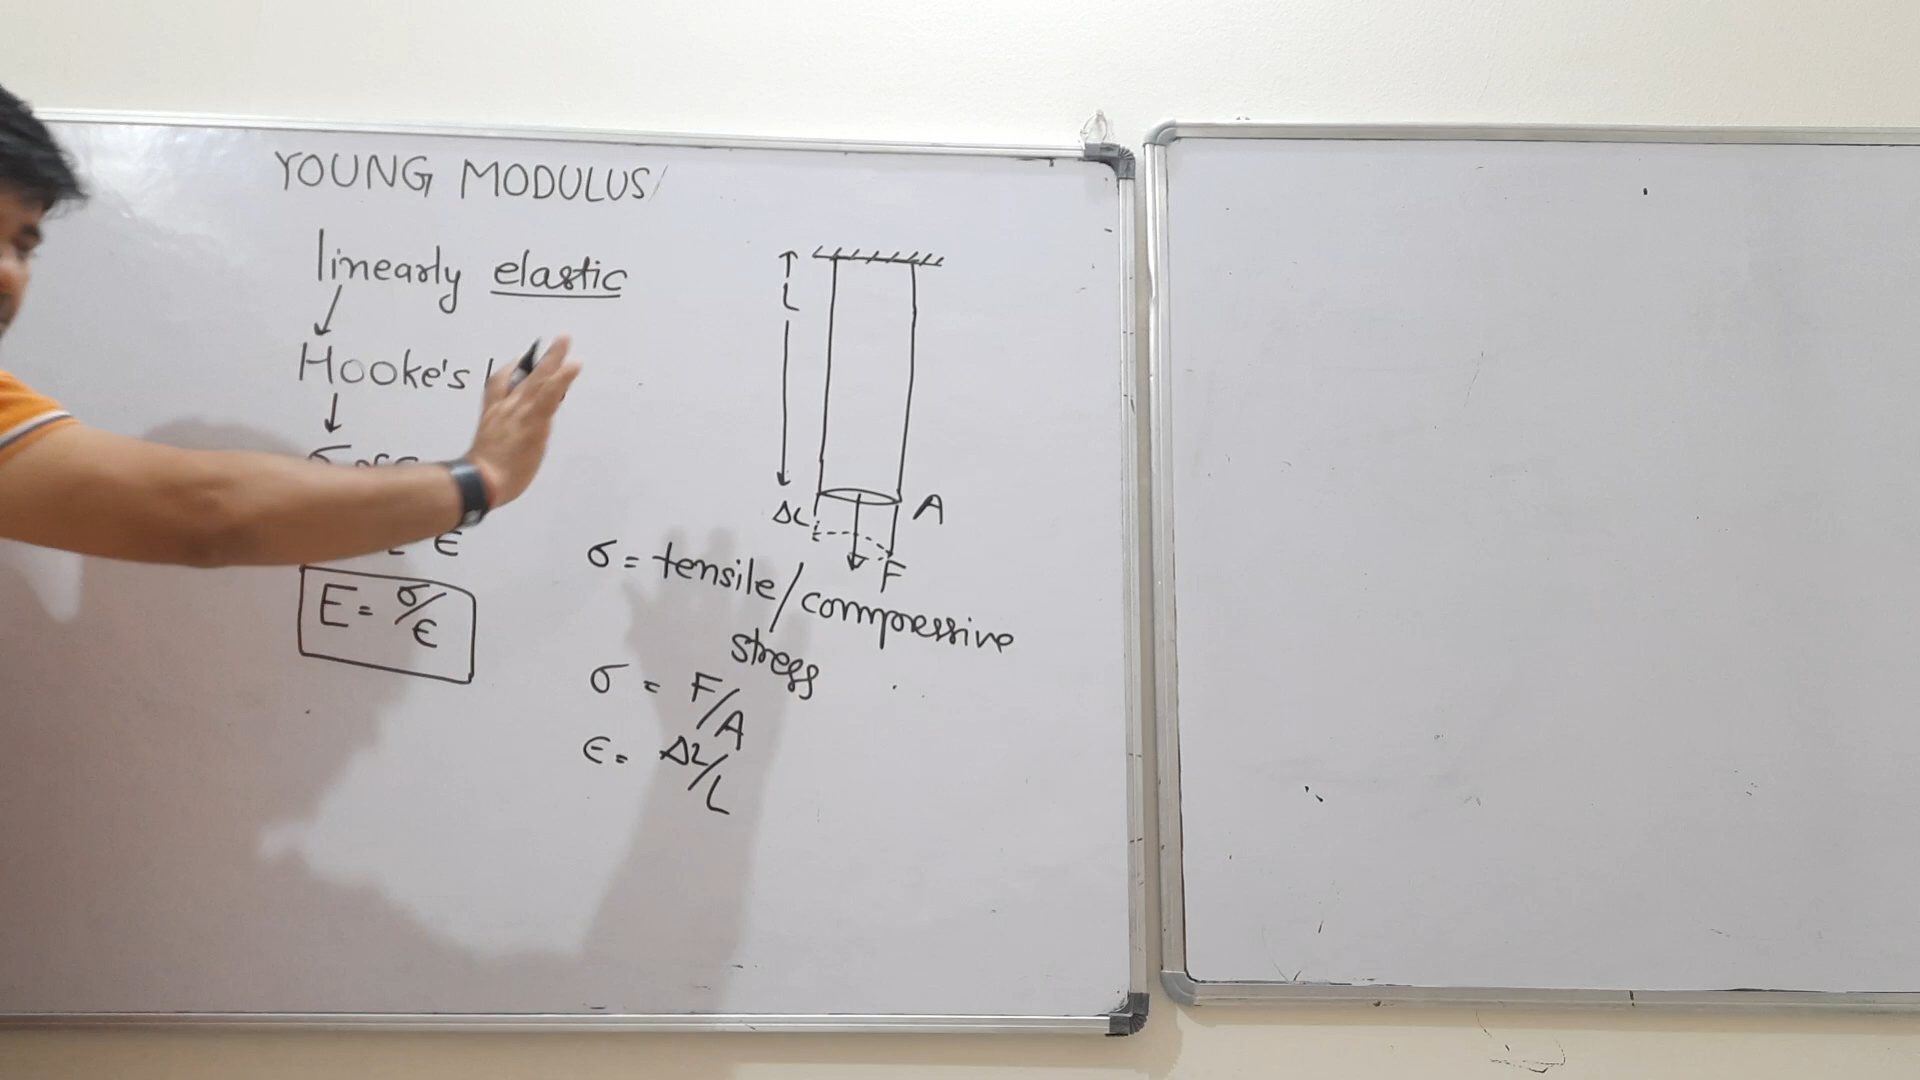 YOUNG MODULUS
linearly elastic
↓
Hooke's
↓
ϵ
E = σ/ϵ
L
ΔL
A
F
σ = tensile/compressive
stress
σ = F/A
ϵ = ΔL/L